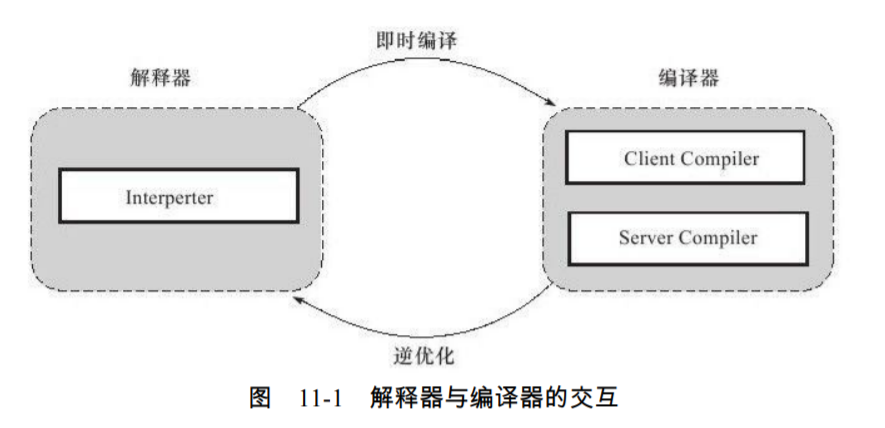 即时编译
解释器
编译器
Interperter
Client Compiler
Server Compiler
逆优化
图 11-1 解释器与编译器的交互